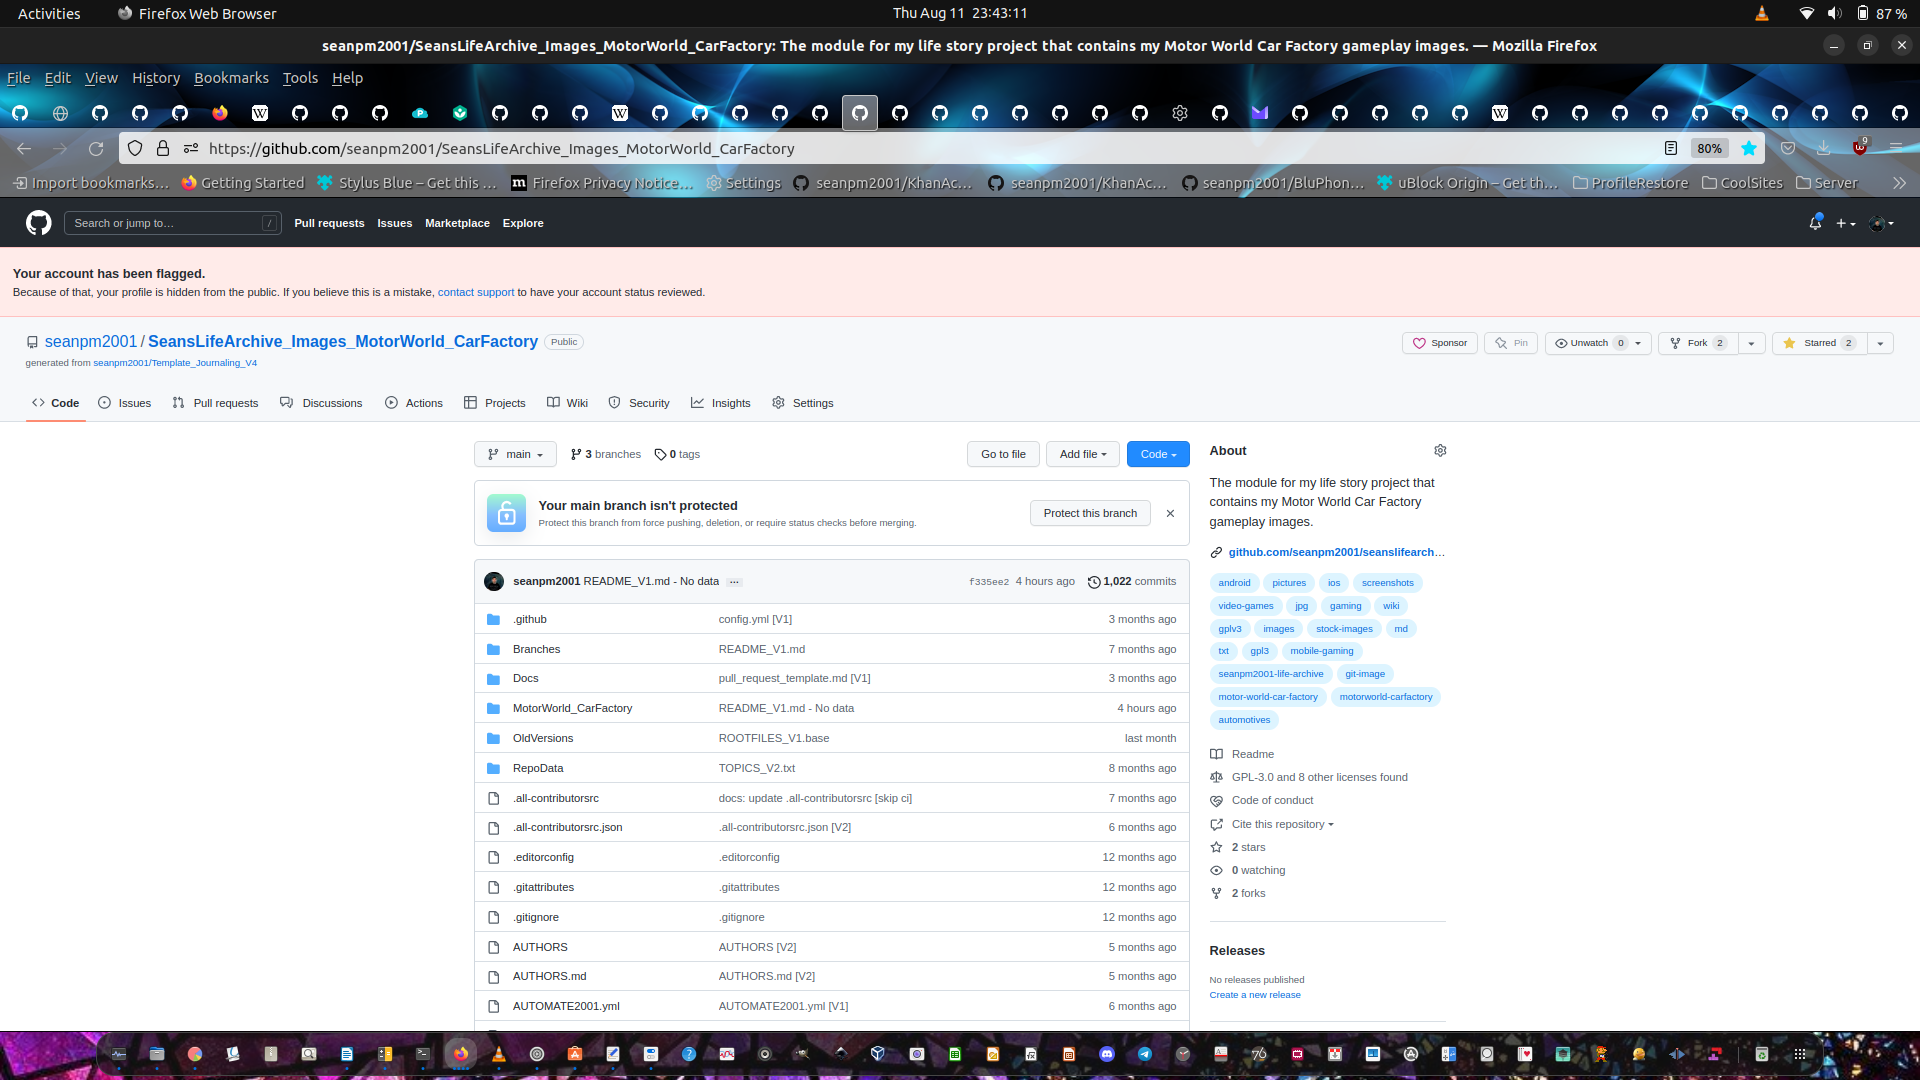 Activities
Firefox Web Browser
Thu Aug 11 23:43:11
87 %
seanpm2001/SeansLifeArchive_Images_MotorWorld_CarFactory: The module for my life story project that contains my Motor World Car Factory gameplay images. — Mozilla Firefox
File Edit View History Bookmarks Tools Help
https://github.com/seanpm2001/SeansLifeArchive_Images_MotorWorld_CarFactory
80%
9
Import bookmarks…
Getting Started
Stylus Blue – Get this …
Firefox Privacy Notice…
Settings
seanpm2001/KhanAc…
seanpm2001/KhanAc…
seanpm2001/BluPhon…
uBlock Origin – Get th…
ProfileRestore
CoolSites
Server
Search or jump to…
/
Pull requests
Issues
Marketplace
Explore
Your account has been flagged.
Because of that, your profile is hidden from the public. If you believe this is a mistake, contact support to have your account status reviewed.
seanpm2001 / SeansLifeArchive_Images_MotorWorld_CarFactory
Public
Sponsor
Pin
Unwatch 0
Fork 2
Starred 2
generated from seanpm2001/Template_Journaling_V4
Code
Issues
Pull requests
Discussions
Actions
Projects
Wiki
Security
Insights
Settings
main
3 branches
0 tags
Go to file
Add file
Code
Your main branch isn't protected
Protect this branch from force pushing, deletion, or require status checks before merging.
Protect this branch
seanpm2001 README_V1.md - No data
f335ee2 4 hours ago
1,022 commits
.github config.yml [V1] 3 months ago
Branches README_V1.md 7 months ago
Docs pull_request_template.md [V1] 3 months ago
MotorWorld_CarFactory README_V1.md - No data 4 hours ago
OldVersions ROOTFILES_V1.base last month
RepoData TOPICS_V2.txt 8 months ago
.all-contributorsrc docs: update .all-contributorsrc [skip ci] 7 months ago
.all-contributorsrc.json .all-contributorsrc.json [V2] 6 months ago
.editorconfig .editorconfig 12 months ago
.gitattributes .gitattributes 12 months ago
.gitignore .gitignore 12 months ago
AUTHORS AUTHORS [V2] 5 months ago
AUTHORS.md AUTHORS.md [V2] 5 months ago
AUTOMATE2001.yml AUTOMATE2001.yml [V1] 6 months ago
About
The module for my life story project that
contains my Motor World Car Factory
gameplay images.
github.com/seanpm2001/seanslifearch…
android pictures ios screenshots
video-games jpg gaming wiki
gplv3 images stock-images md
txt gpl3 mobile-gaming
seanpm2001-life-archive git-image
motor-world-car-factory motorworld-carfactory
automotives
Readme
GPL-3.0 and 8 other licenses found
Code of conduct
Cite this repository
2 stars
0 watching
2 forks
Releases
No releases published
Create a new release